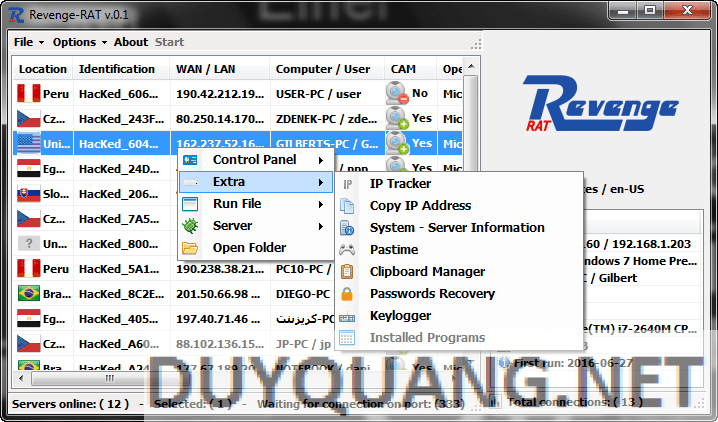 Revenge-RAT v.0.1
File Options About Start
Location Identification WAN / LAN Computer / User CAM Ope
Peru HacKed_606... 190.42.212.19... USER-PC / user No Mic
Cz... HacKed_243F... 80.250.14.170... ZDENEK-PC / zde... Yes Mic
Uni... HacKed_604... 162.237.52.16... GILBERTS-PC / G... Yes Mic
Eg... HacKed_24D... / ppp
Slo... HacKed_206...
Cz... HacKed_7A5...
Un... HacKed_800...
Peru HacKed_5A1... 190.238.38.21... PC10-PC /
Bra... HacKed_8C2E... 201.50.66.98 DIEGO-PC /
Eg... HacKed_405... 197.40.71.46 كريزينت-PC
Cz... HacKed_A60... 88.102.136.15... JP-PC / jp
Bra... HacKed_A24... 177.67.189.20... NOTEBOOK / dani
Control Panel
Extra
Run File
Server
Open Folder
IP Tracker
Copy IP Address
System - Server Information
Pastime
Clipboard Manager
Passwords Recovery
Keylogger
Installed Programs
Revenge
RAT
es / en-US
.60 / 192.168.1.203
ndows 7 Home Pre...
PC / Gilbert
e(TM) i7-2640M CP...
3
First run: 2016-06-27
Total connections: ( 13 )
Servers online: ( 12 ) - Selected: ( 1 ) - Waiting for connection on port: (333)
DUYQUANG.NET